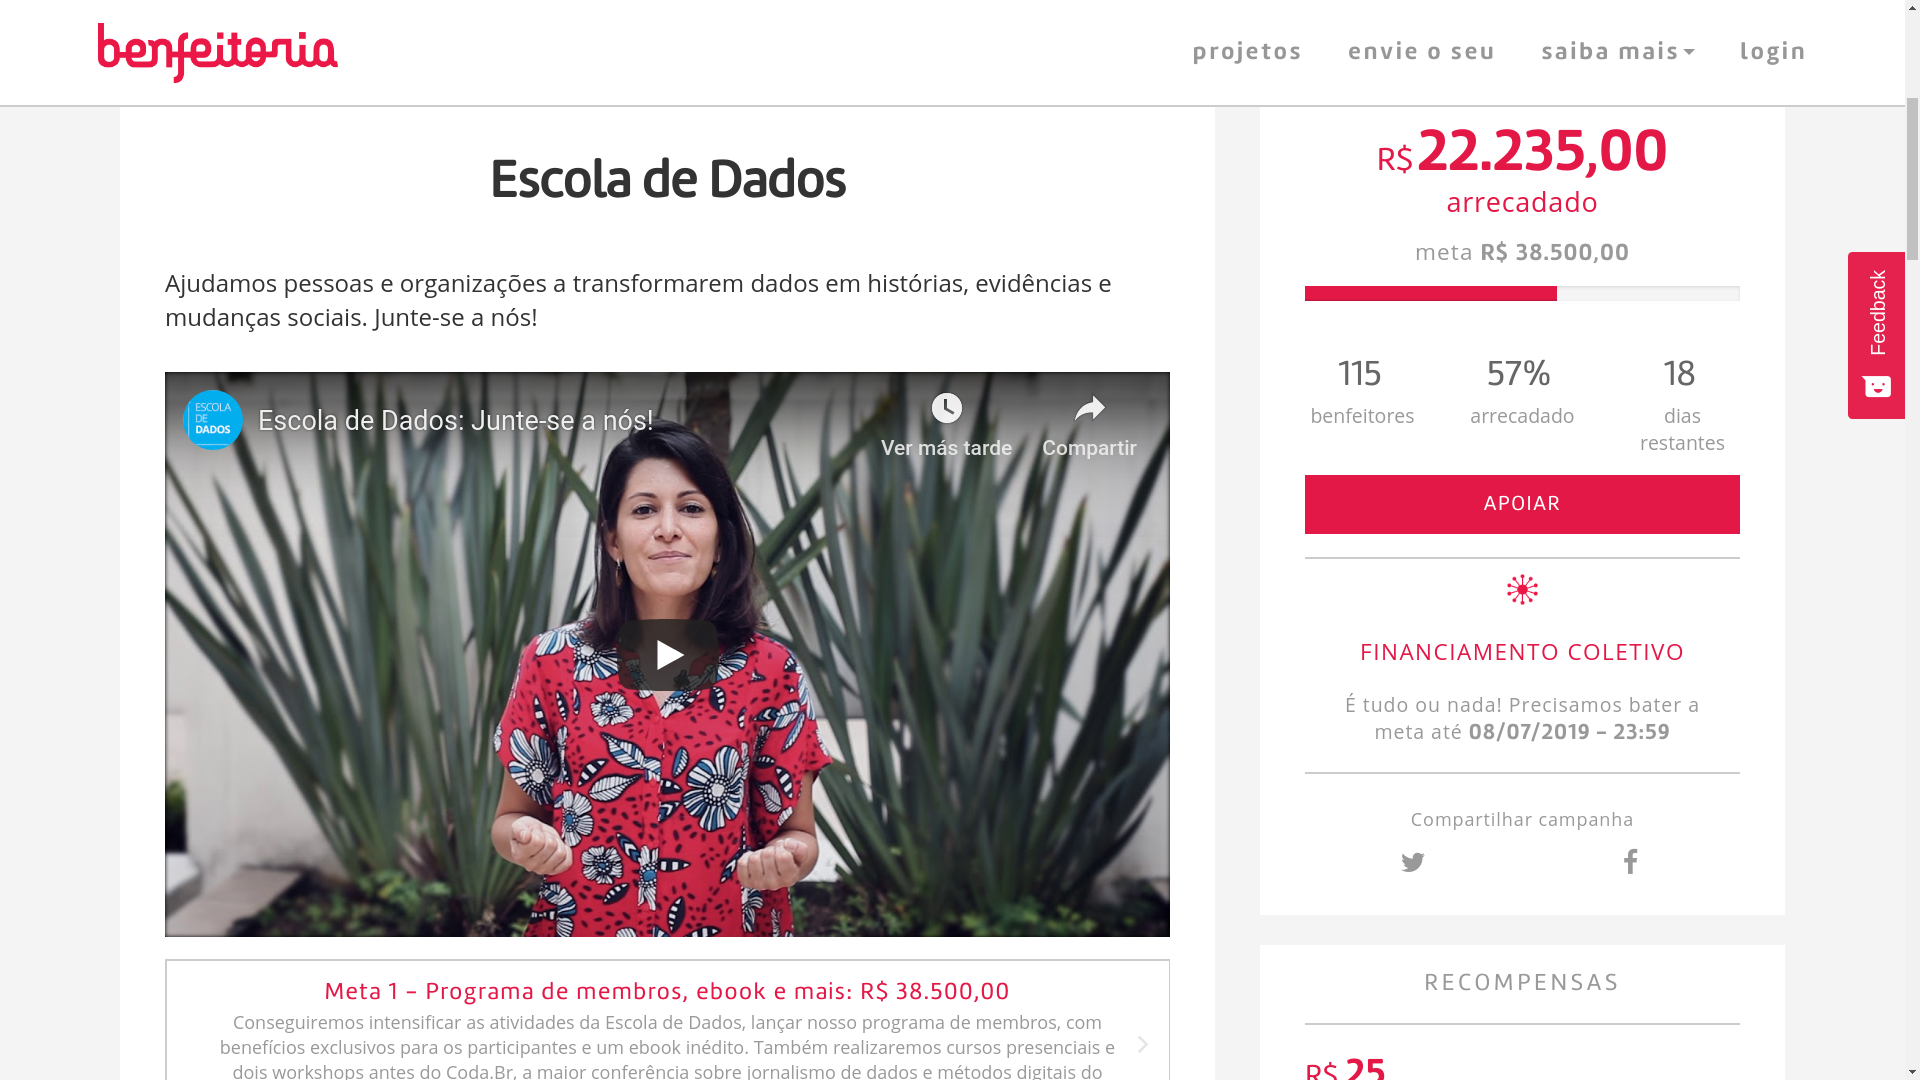 benfeitoria
projetos
envie o seu
saiba mais
login
Escola de Dados
Ajudamos pessoas e organizações a transformarem dados em histórias, evidências e
mudanças sociais. Junte-se a nós!
ESCOLA
DE
DADOS
Escola de Dados: Junte-se a nós!
Ver más tarde
Compartir
Meta 1 – Programa de membros, ebook e mais: R$ 38.500,00
Conseguiremos intensificar as atividades da Escola de Dados, lançar nosso programa de membros, com
benefícios exclusivos para os participantes e um ebook inédito. Também realizaremos cursos presenciais e
dois workshops antes do Coda.Br, a maior conferência sobre jornalismo de dados e métodos digitais do
R$ 22.235,00
arrecadado
meta R$ 38.500,00
115
benfeitores
57%
arrecadado
18
dias
restantes
APOIAR
FINANCIAMENTO COLETIVO
É tudo ou nada! Precisamos bater a
meta até 08/07/2019 – 23:59
Compartilhar campanha
RECOMPENSAS
R$ 25
Feedback